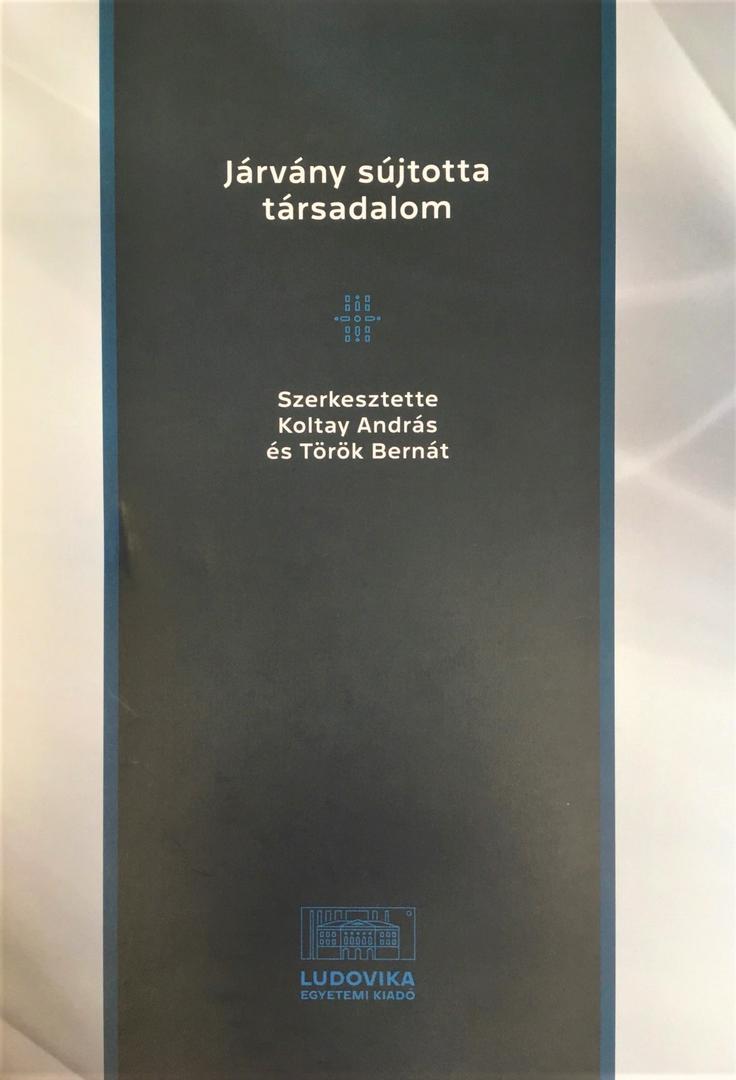 Járvány sújtotta
társadalom
Szerkesztette
Koltay András
és Török Bernát
LUDOVIKA
EGYETEMI KIADÓ